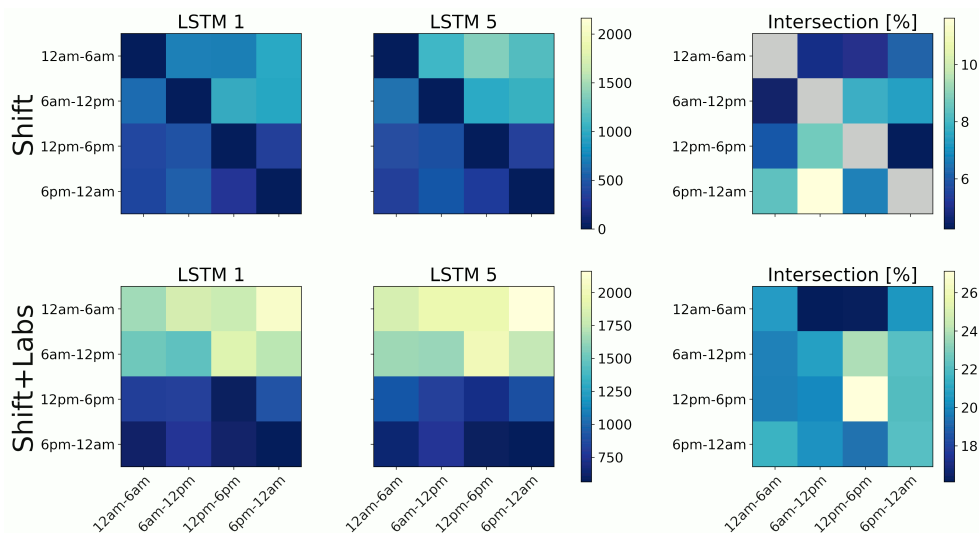 LSTM 1
LSTM 5
Intersection [%]
Shift
12am-6am
6am-12pm
12pm-6pm
6pm-12am
2000
1500
1000
500
0
10
8
6
LSTM 1
LSTM 5
Intersection [%]
Shift+Labs
12am-6am
6am-12pm
12pm-6pm
6pm-12am
2000
1750
1500
1250
1000
750
26
24
22
20
18
12am-6am
6am-12pm
12pm-6pm
6pm-12am
12am-6am
6am-12pm
12pm-6pm
6pm-12am
12am-6am
6am-12pm
12pm-6pm
6pm-12am